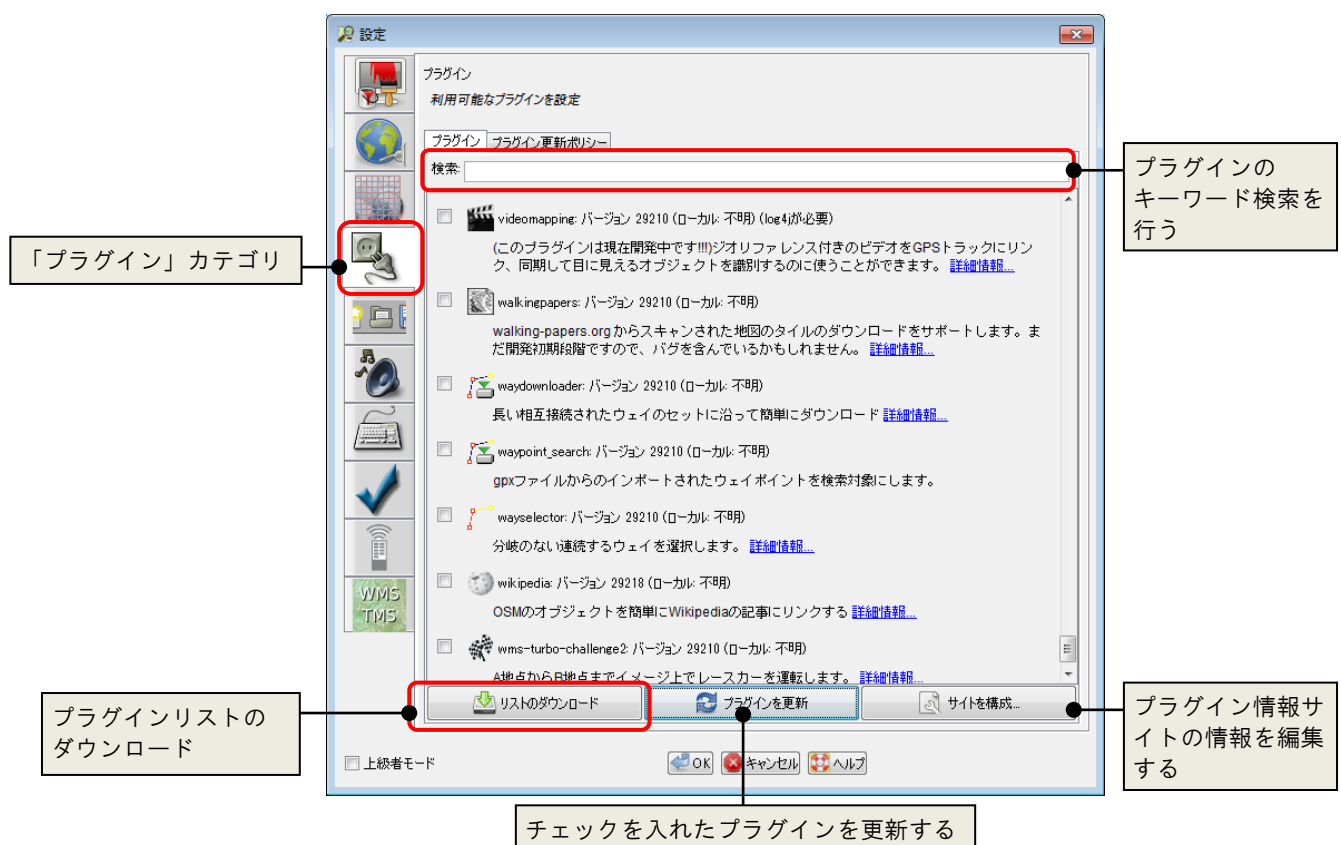 設定
プラグイン
利用可能なプラグインを設定
プラグイン プラグイン更新ポリシー
検索:
プラグインの
キーワード検索を
行う
「プラグイン」カテゴリ
videomapping: バージョン 29210 (ローカル: 不明) (log4jが必要)
(このプラグインは現在開発中です!!!)ジオリファレンス付きのビデオをGPSトラックにリン
ク、同期して目に見えるオブジェクトを識別するのに使うことができます。 詳細情報...
walkingpapers: バージョン 29210 (ローカル: 不明)
walking-papers.orgからスキャンされた地図のタイルのダウンロードをサポートします。ま
だ開発初期段階ですので、バグを含んでいるかもしれません。 詳細情報...
waydownloader: バージョン 29210 (ローカル: 不明)
長い相互接続されたウェイのセットに沿って簡単にダウンロード 詳細情報...
waypoint_search: バージョン 29210 (ローカル: 不明)
gpxファイルからのインポートされたウェイポイントを検索対象にします。
wayselector: バージョン 29210 (ローカル: 不明)
分岐のない連続するウェイを選択します。 詳細情報...
wikipedia: バージョン 29218 (ローカル: 不明)
OSMのオブジェクトを簡単にWikipediaの記事にリンクする 詳細情報...
wms-turbo-challenge2: バージョン 29210 (ローカル: 不明)
A地点からB地点までイメージ上でレースカーを運転します。 詳細情報...
WMS
TMS
リストのダウンロード プラグインを更新 サイトを構成...
プラグインリストの
ダウンロード
プラグイン情報サ
イトの情報を編集
する
上級者モード OK キャンセル ヘルプ
チェックを入れたプラグインを更新する